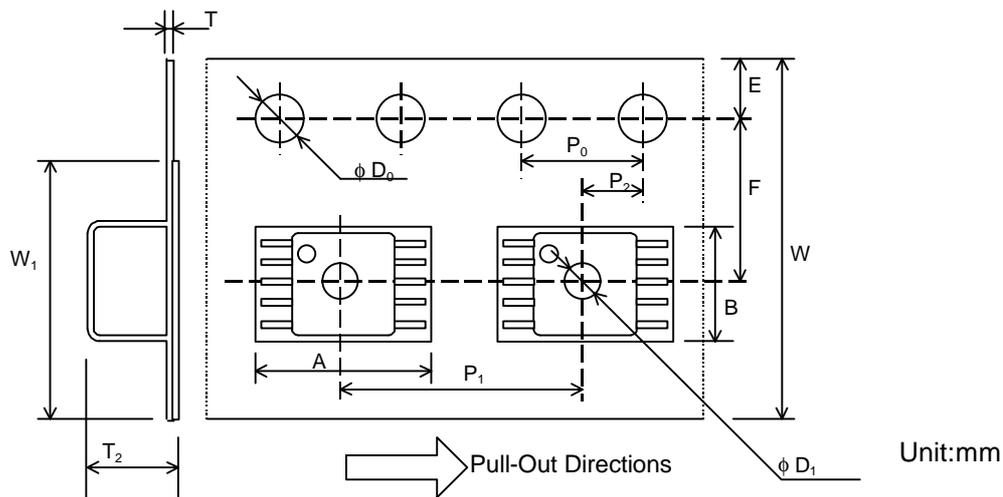 T
E
P₀
φ D₀
P₂
F
W₁
W
B
A
P₁
T₂
Pull-Out Directions
φ D₁
Unit:mm